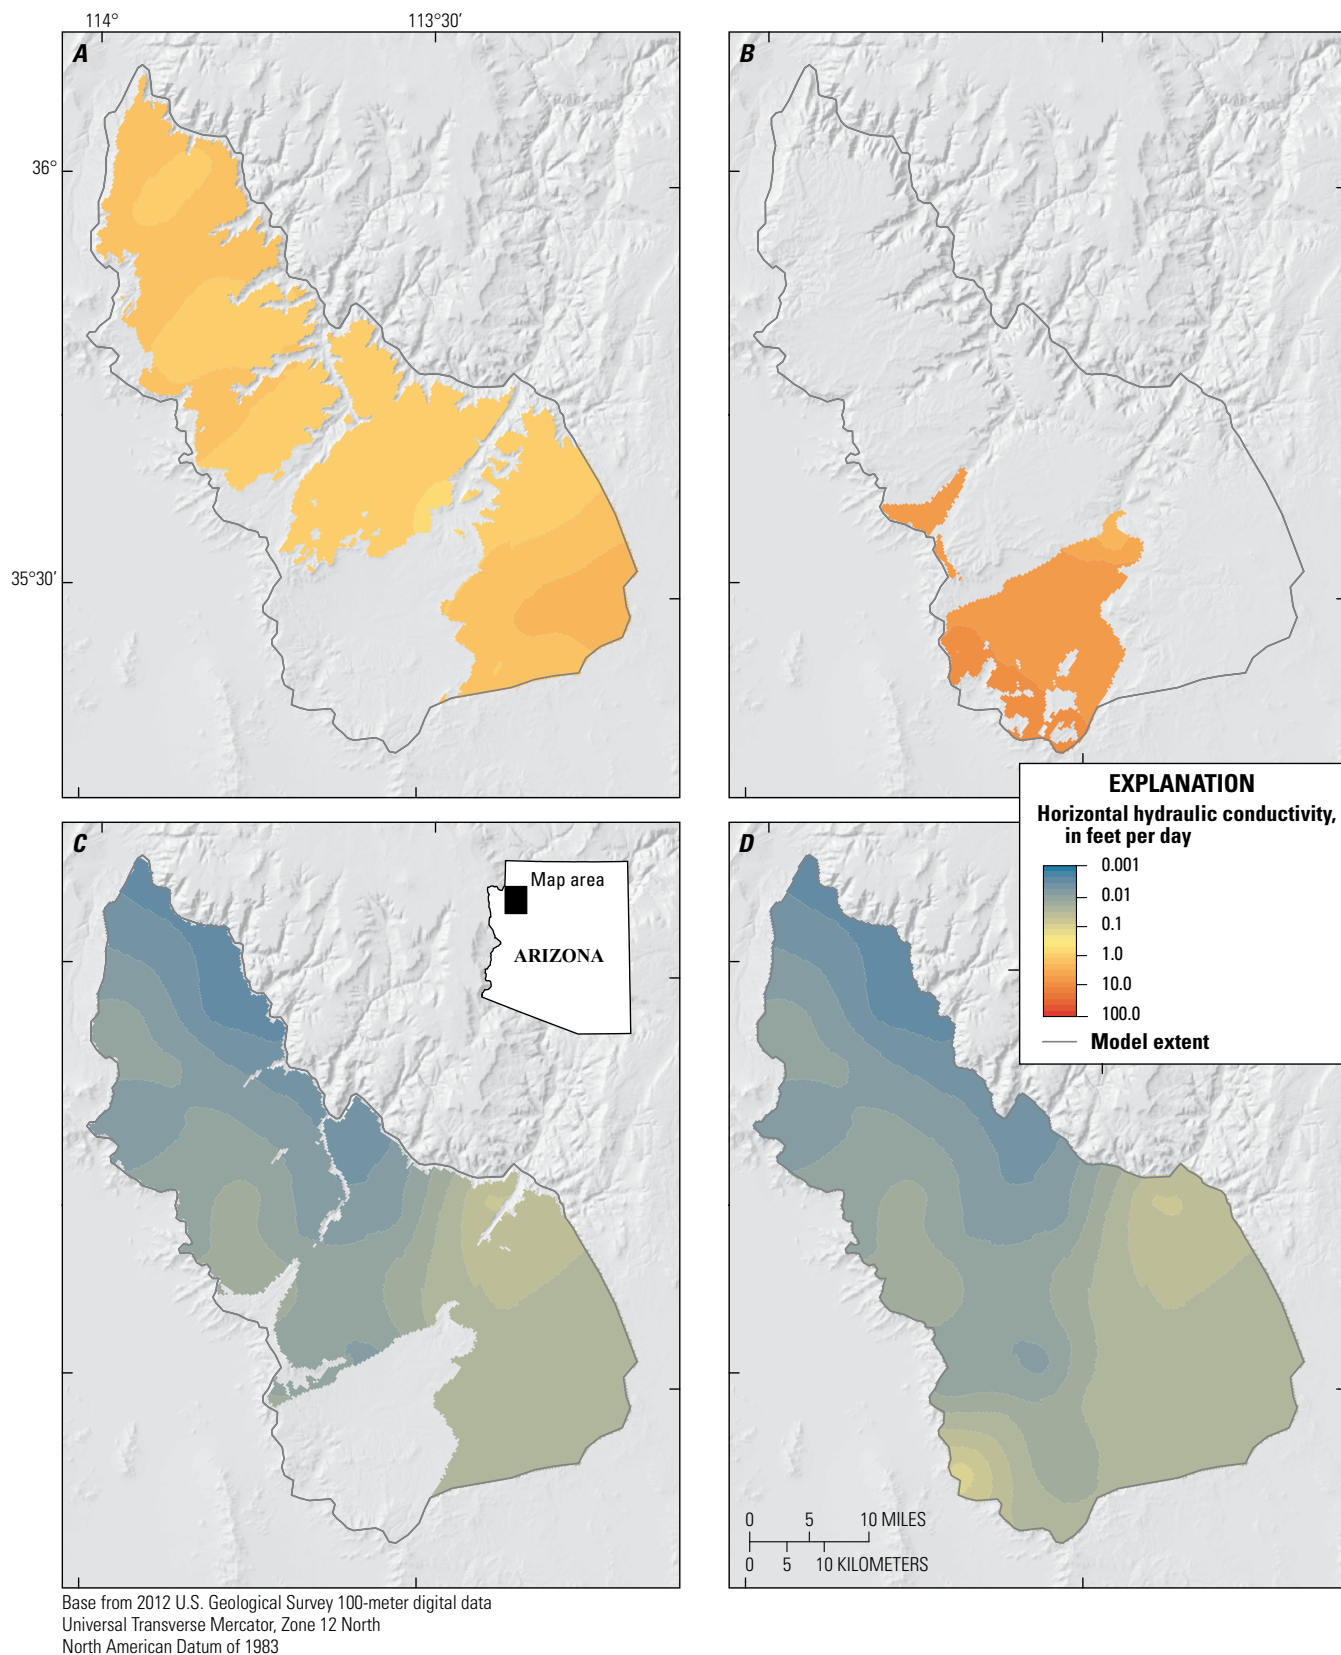 114°
113°30′
A
B
36°
35°30′
EXPLANATION
Horizontal hydraulic conductivity,
in feet per day
0.001
0.01
0.1
1.0
10.0
100.0
Model extent
C
D
Map area
ARIZONA
0 5 10 MILES
0 5 10 KILOMETERS
Base from 2012 U.S. Geological Survey 100-meter digital data
Universal Transverse Mercator, Zone 12 North
North American Datum of 1983